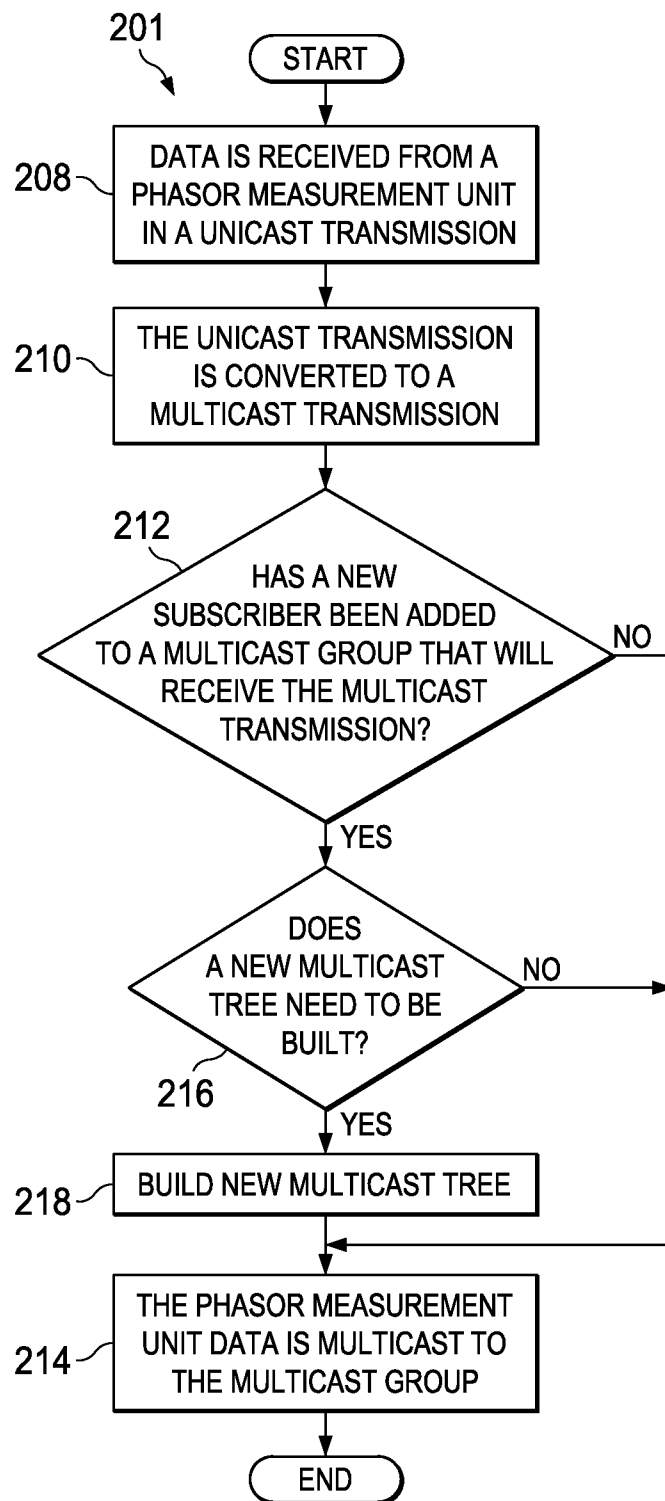 201
START
208
DATA IS RECEIVED FROM A
PHASOR MEASUREMENT UNIT
IN A UNICAST TRANSMISSION
210
THE UNICAST TRANSMISSION
IS CONVERTED TO A
MULTICAST TRANSMISSION
212
HAS A NEW
SUBSCRIBER BEEN ADDED
TO A MULTICAST GROUP THAT WILL
RECEIVE THE MULTICAST
TRANSMISSION?
NO
YES
DOES
A NEW MULTICAST
TREE NEED TO BE
BUILT?
NO
216
YES
218
BUILD NEW MULTICAST TREE
214
THE PHASOR MEASUREMENT
UNIT DATA IS MULTICAST TO
THE MULTICAST GROUP
END